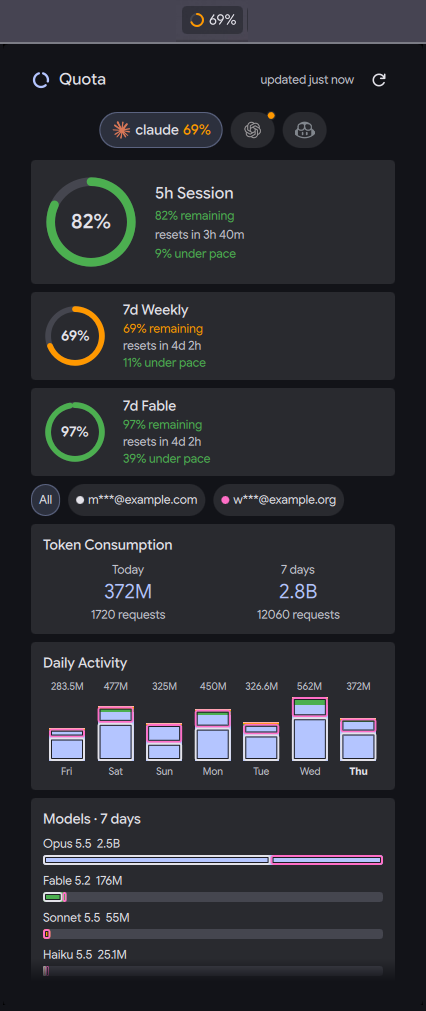 69%
Quota
updated just now
claude 69%
82%
5h Session
82% remaining
resets in 3h 40m
9% under pace
69%
7d Weekly
69% remaining
resets in 4d 2h
11% under pace
97%
7d Fable
97% remaining
resets in 4d 2h
39% under pace
All m***@example.com w***@example.org
Token Consumption
Today 7 days
372M 2.8B
1720 requests 12060 requests
Daily Activity
283.5M 477M 325M 450M 326.6M 562M 372M
Fri Sat Sun Mon Tue Wed Thu
Models · 7 days
Opus 5.5 2.5B
Fable 5.2 176M
Sonnet 5.5 55M
Haiku 5.5 25.1M